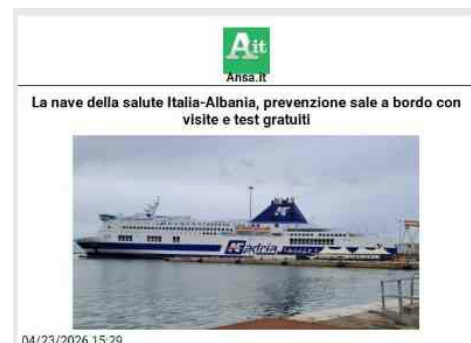 Ait
Ansa.it
La nave della salute Italia-Albania, prevenzione sale a bordo con
visite e test gratuiti
adria
04/23/2026 15:29